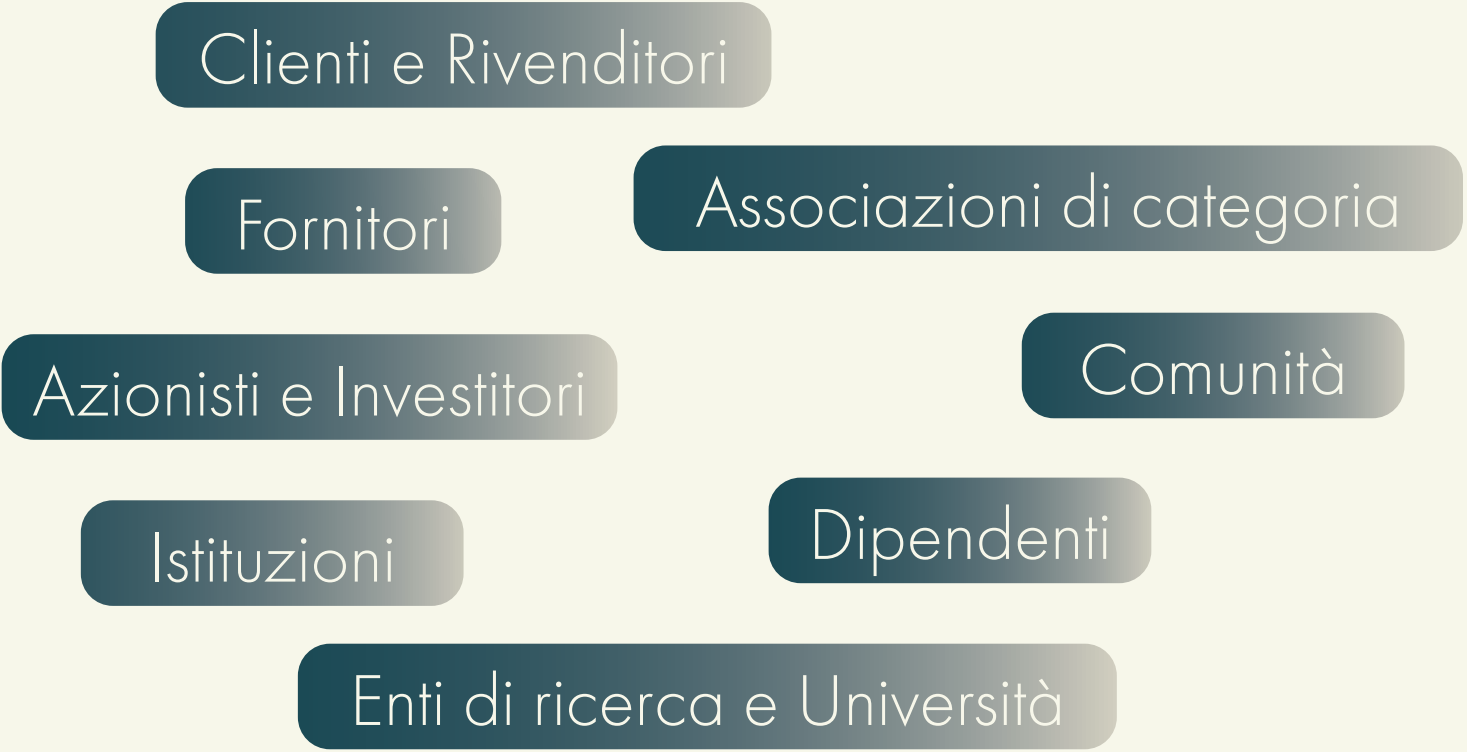 Clienti e Rivenditori
Fornitori
Associazioni di categoria
Azionisti e Investitori
Comunità
Istituzioni
Dipendenti
Enti di ricerca e Università